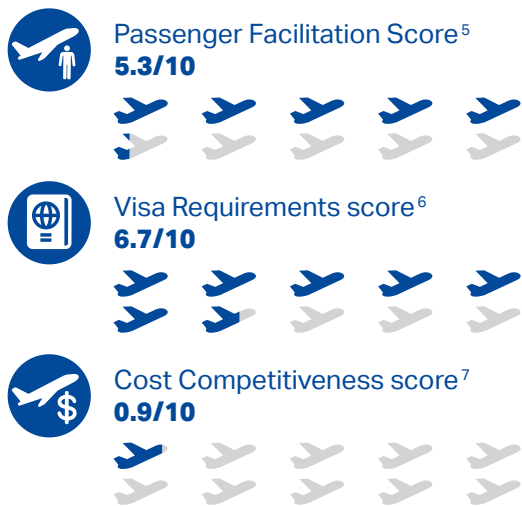 Passenger Facilitation Score⁵
5.3/10
Visa Requirements score⁶
6.7/10
Cost Competitiveness score⁷
$
0.9/10